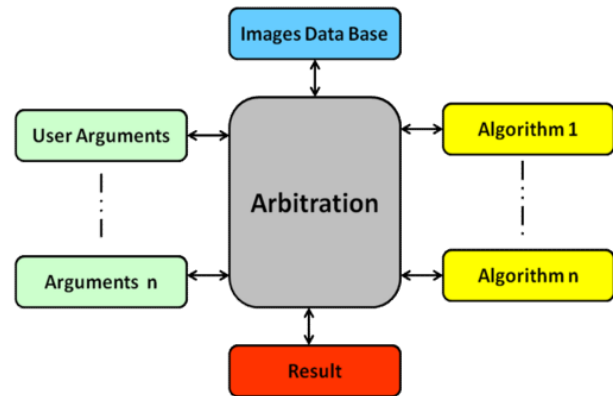 Images Data Base
User Arguments
Algorithm 1
Arbitration
Arguments n
Algorithm n
Result